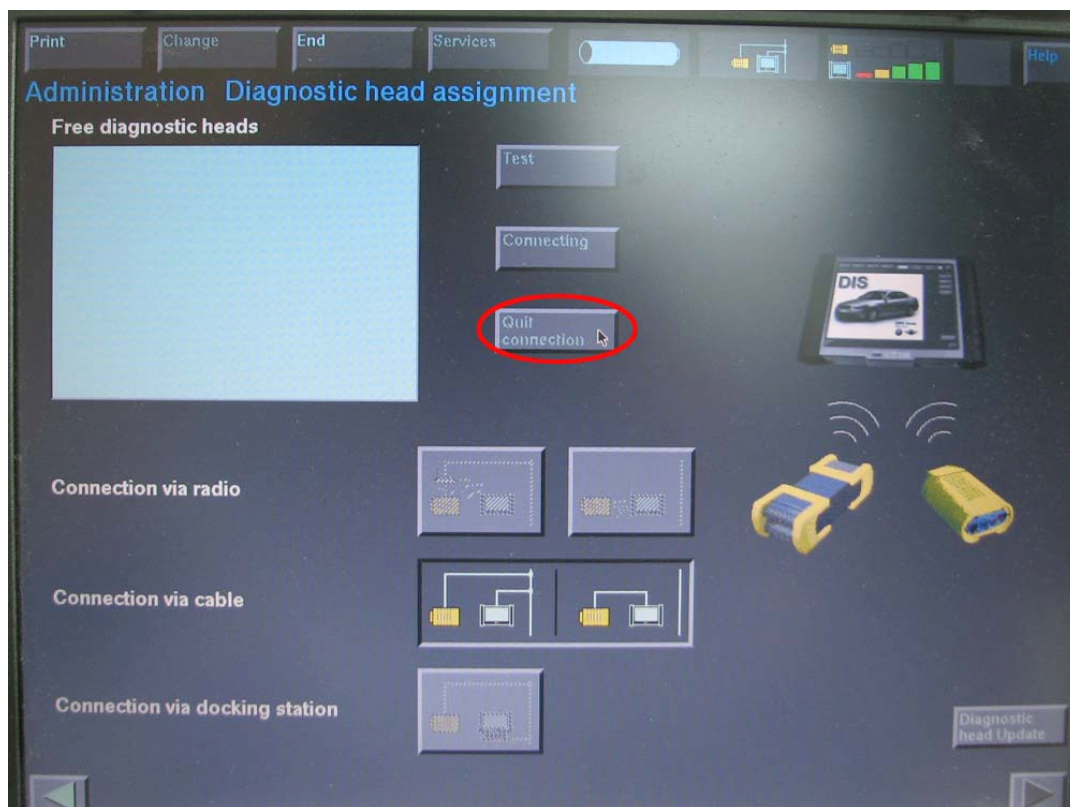 Print
Change
End
Services
Help
Administration Diagnostic head assignment
Free diagnostic heads
Test
Connecting
Quit
connection
DIS
Connection via radio
Connection via cable
Connection via docking station
Diagnostic
head Update